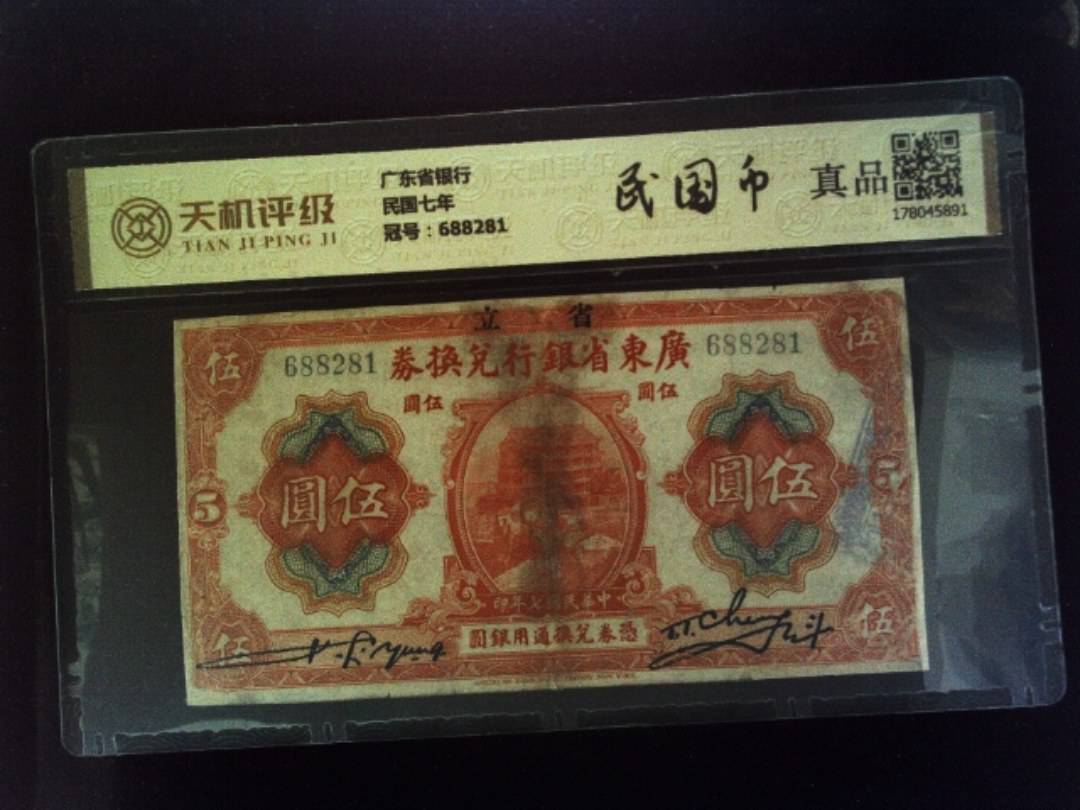 天机评级
TIAN JI PING JI
广东省银行
民国七年
冠号：688281
民国币
真品
178045891
立 省
688281 券換兌行銀省東廣 688281
伍 伍
圓伍 圓伍
圓伍 圓伍
5 5
印年七國民華中
圓銀用通換兌券憑
伍 伍